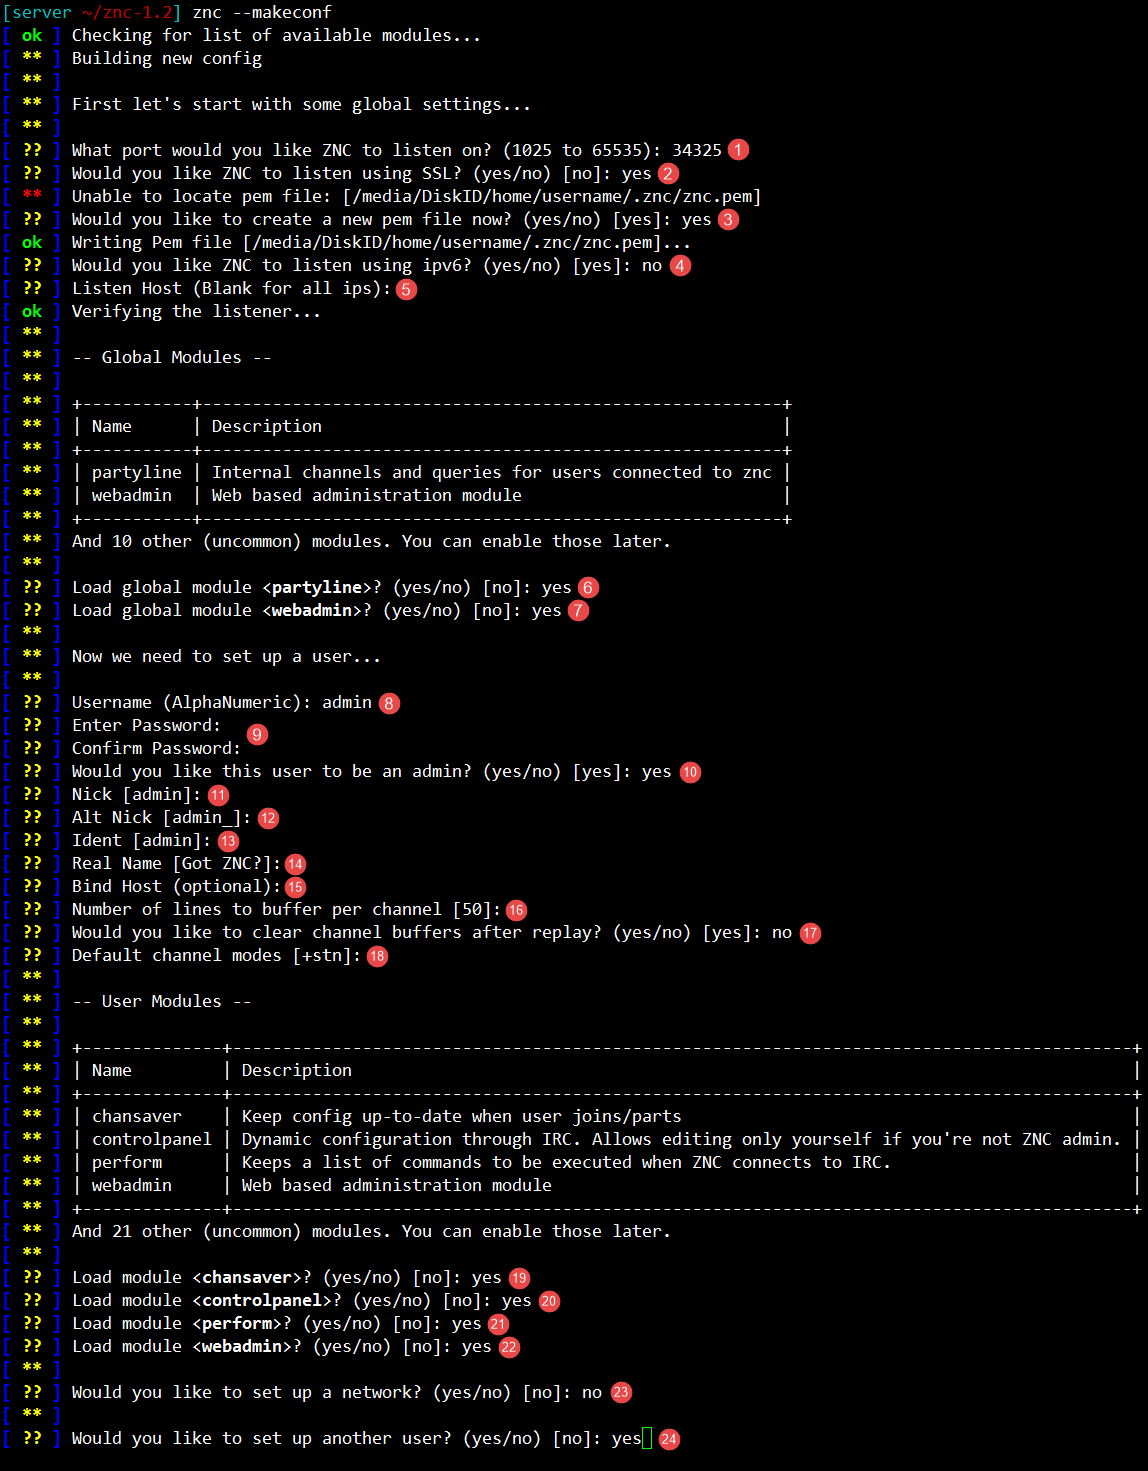 [server ~/znc-1.2] znc --makeconf
[ ok ] Checking for list of available modules...
[ ** ] Building new config
[ ** ]
[ ** ] First let's start with some global settings...
[ ** ]
[ ?? ] What port would you like ZNC to listen on? (1025 to 65535): 34325 1
[ ?? ] Would you like ZNC to listen using SSL? (yes/no) [no]: yes 2
[ ** ] Unable to locate pem file: [/media/DiskID/home/username/.znc/znc.pem]
[ ?? ] Would you like to create a new pem file now? (yes/no) [yes]: yes 3
[ ok ] Writing Pem file [/media/DiskID/home/username/.znc/znc.pem]...
[ ?? ] Would you like ZNC to listen using ipv6? (yes/no) [yes]: no 4
[ ?? ] Listen Host (Blank for all ips): 5
[ ok ] Verifying the listener...
[ ** ]
[ ** ] -- Global Modules --
[ ** ]
[ ** ] +-----------+----------------------------------------------------------+
[ ** ] | Name      | Description                                              |
[ ** ] +-----------+----------------------------------------------------------+
[ ** ] | partyline | Internal channels and queries for users connected to znc |
[ ** ] | webadmin  | Web based administration module                          |
[ ** ] +-----------+----------------------------------------------------------+
[ ** ] And 10 other (uncommon) modules. You can enable those later.
[ ** ]
[ ?? ] Load global module <partyline>? (yes/no) [no]: yes 6
[ ?? ] Load global module <webadmin>? (yes/no) [no]: yes 7
[ ** ]
[ ** ] Now we need to set up a user...
[ ** ]
[ ?? ] Username (AlphaNumeric): admin 8
[ ?? ] Enter Password: 9
[ ?? ] Confirm Password:
[ ?? ] Would you like this user to be an admin? (yes/no) [yes]: yes 10
[ ?? ] Nick [admin]: 11
[ ?? ] Alt Nick [admin_]: 12
[ ?? ] Ident [admin]: 13
[ ?? ] Real Name [Got ZNC?]: 14
[ ?? ] Bind Host (optional): 15
[ ?? ] Number of lines to buffer per channel [50]: 16
[ ?? ] Would you like to clear channel buffers after replay? (yes/no) [yes]: no 17
[ ?? ] Default channel modes [+stn]: 18
[ ** ]
[ ** ] -- User Modules --
[ ** ]
[ ** ] +--------------+------------------------------------------------------------------------------------------+
[ ** ] | Name         | Description                                                                              |
[ ** ] +--------------+------------------------------------------------------------------------------------------+
[ ** ] | chansaver    | Keep config up-to-date when user joins/parts                                             |
[ ** ] | controlpanel | Dynamic configuration through IRC. Allows editing only yourself if you're not ZNC admin. |
[ ** ] | perform      | Keeps a list of commands to be executed when ZNC connects to IRC.                        |
[ ** ] | webadmin     | Web based administration module                                                          |
[ ** ] +--------------+------------------------------------------------------------------------------------------+
[ ** ] And 21 other (uncommon) modules. You can enable those later.
[ ** ]
[ ?? ] Load module <chansaver>? (yes/no) [no]: yes 19
[ ?? ] Load module <controlpanel>? (yes/no) [no]: yes 20
[ ?? ] Load module <perform>? (yes/no) [no]: yes 21
[ ?? ] Load module <webadmin>? (yes/no) [no]: yes 22
[ ** ]
[ ?? ] Would you like to set up a network? (yes/no) [no]: no 23
[ ** ]
[ ?? ] Would you like to set up another user? (yes/no) [no]: yes 24